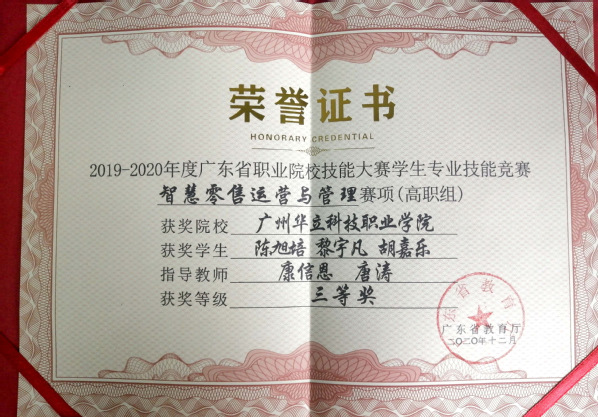 荣誉证书
HONORARY CREDENTIAL
2019-2020年度广东省职业院校技能大赛学生专业技能竞赛
智慧零售运营与管理赛项(高职组)
获奖院校 广州华立科技职业学院
获奖学生 陈旭培 黎宇凡 胡嘉乐
指导教师 康信恩 唐涛
获奖等级 三等奖
广东省教育厅
二〇二〇年十二月